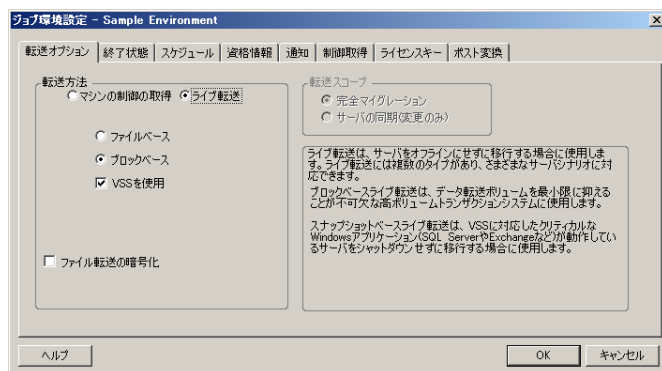 ジョブ環境設定 - Sample Environment
転送オプション 終了状態 スケジュール 資格情報 通知 制御取得 ライセンスキー ポスト変換
転送方法
マシンの制御の取得 ライブ転送
ファイルベース
ブロックベース
VSSを使用
ファイル転送の暗号化
転送スコープ
完全マイグレーション
サーバの同期(変更のみ)
ライブ転送は、サーバをオフラインにせずに移行する場合に使用しま
す。ライブ転送には複数のタイプがあり、さまざまなサーバシナリオに対
応できます。
ブロックベースライブ転送は、データ転送ボリュームを最小限に抑える
ことが不可欠な高ボリュームトランザクションシステムに使用します。
スナップショットベースライブ転送は、VSSに対応したクリティカルな
Windowsアプリケーション(SQL ServerやExchangeなど)が動作してい
るサーバをシャットダウンせずに移行する場合に使用します。
ヘルプ
OK
キャンセル